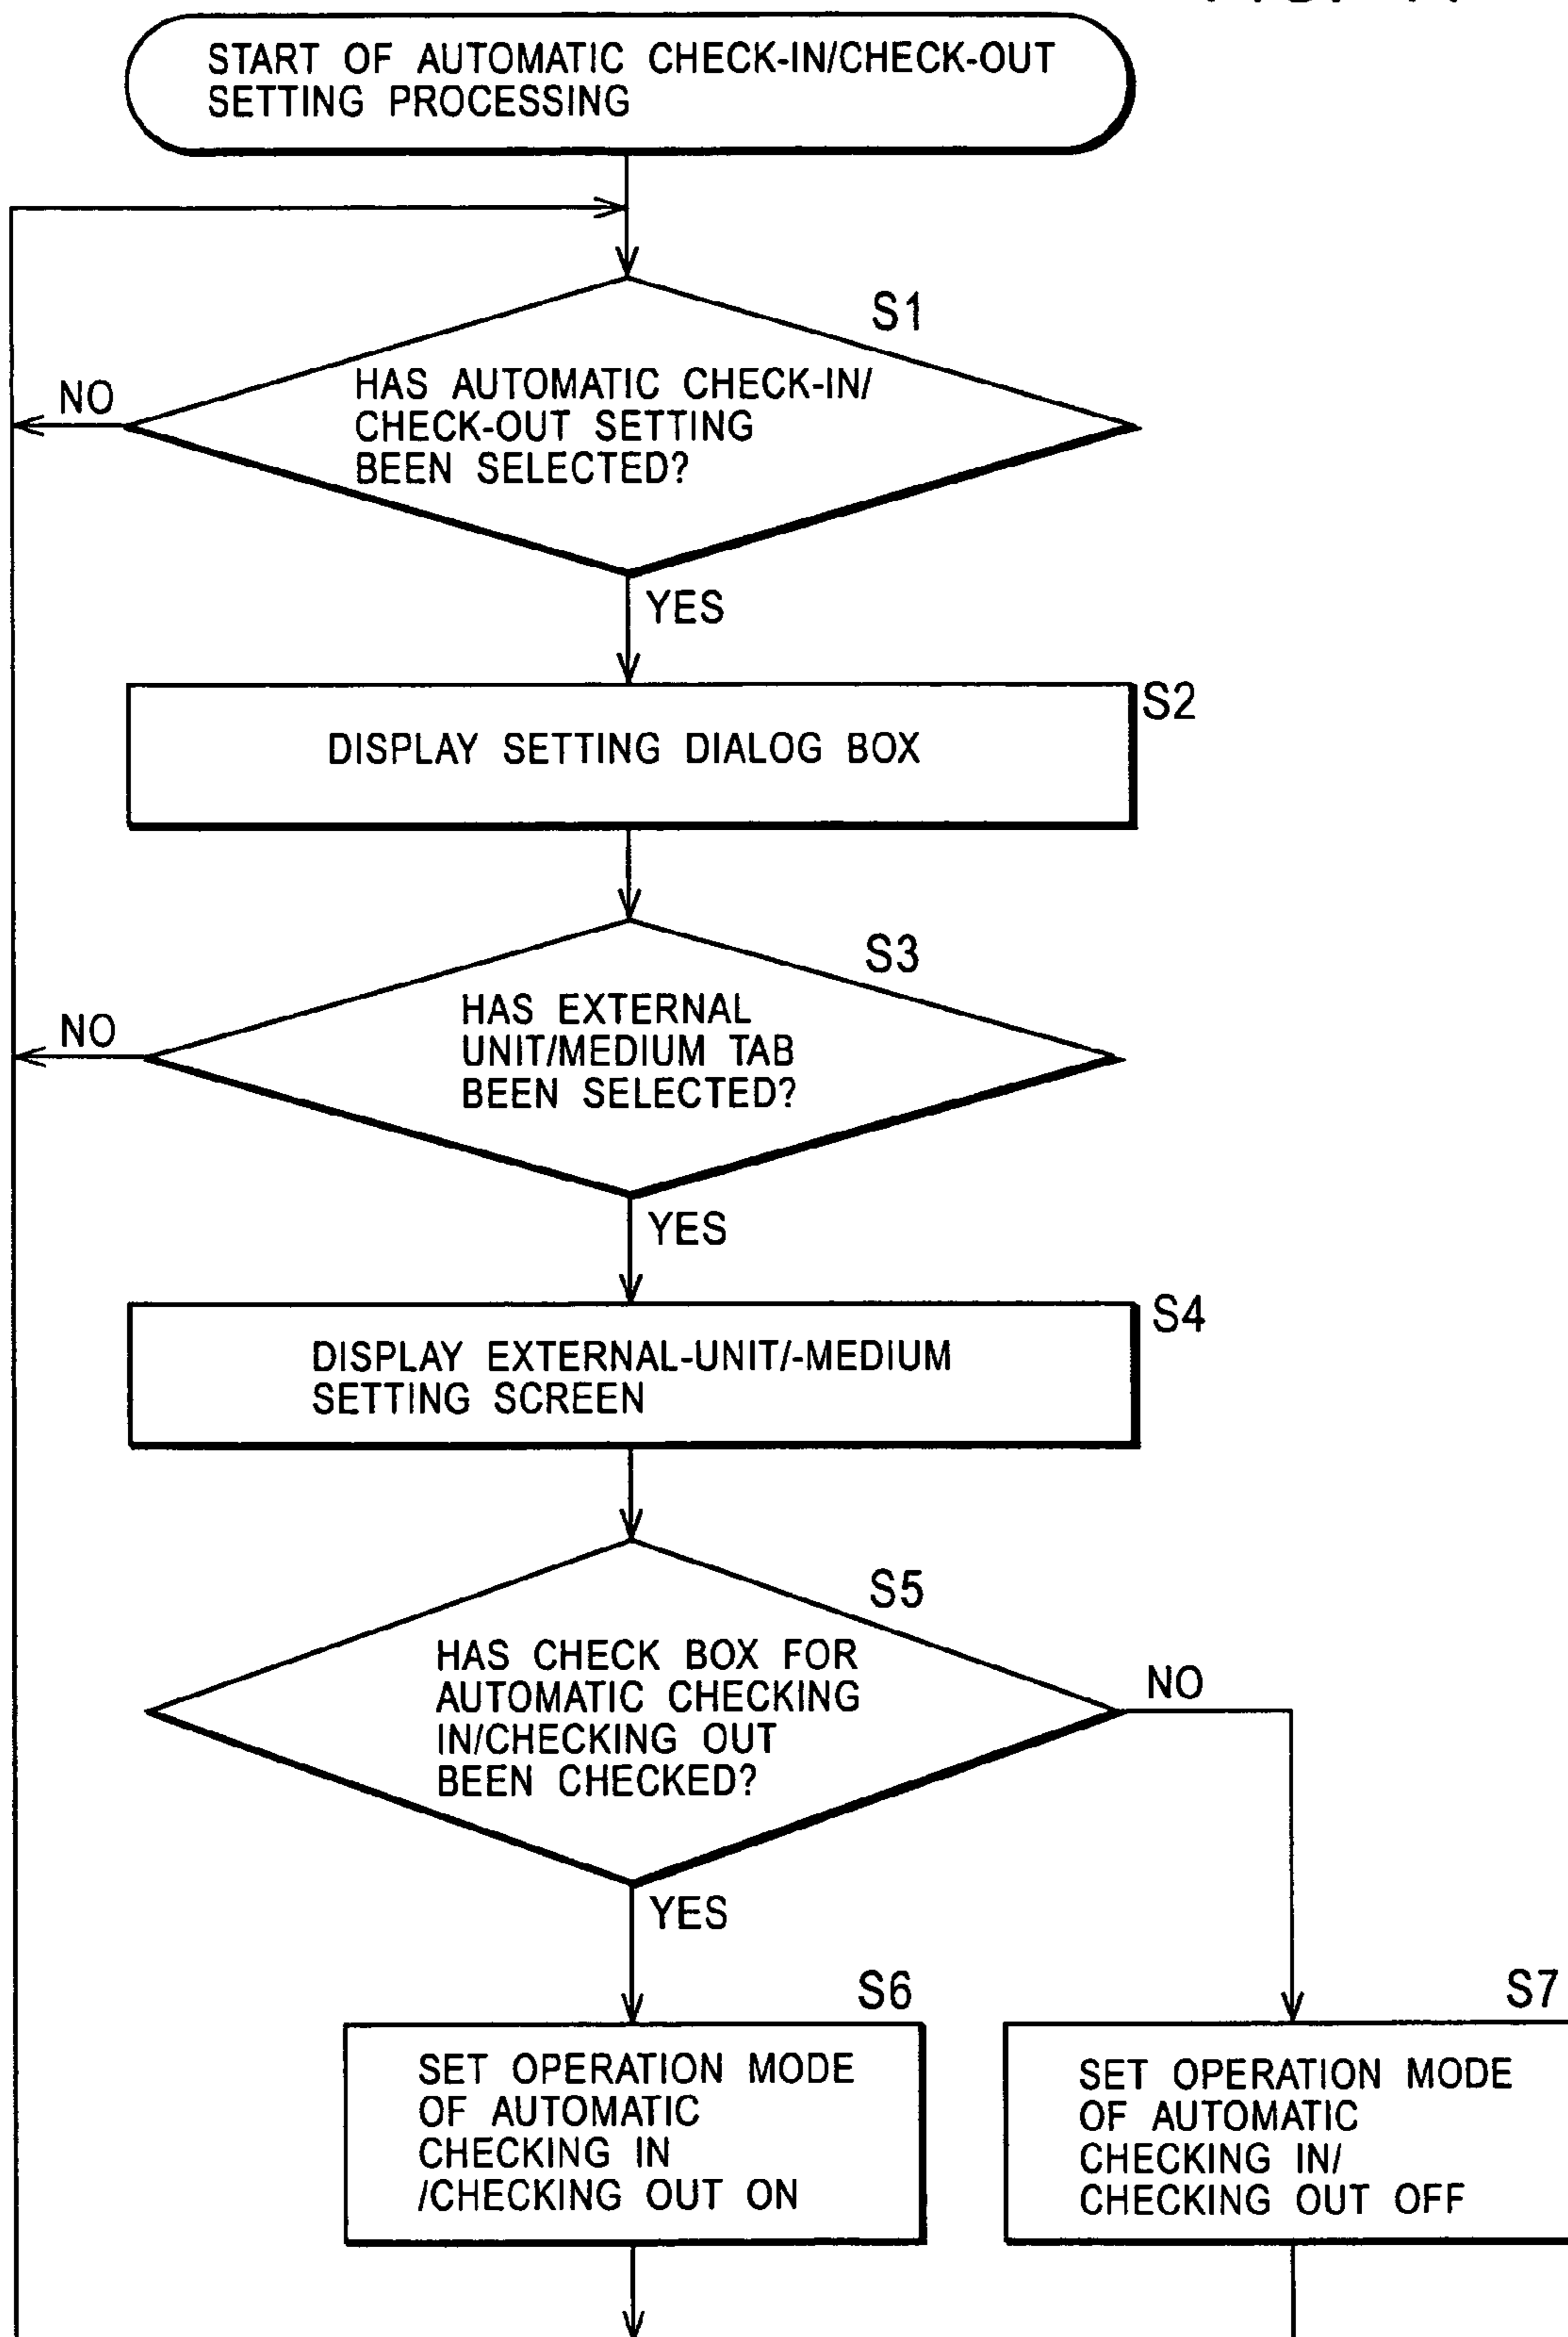 START OF AUTOMATIC CHECK-IN/CHECK-OUT
SETTING PROCESSING
S1
HAS AUTOMATIC CHECK-IN/
CHECK-OUT SETTING
BEEN SELECTED?
NO
YES
S2
DISPLAY SETTING DIALOG BOX
S3
HAS EXTERNAL
UNIT/MEDIUM TAB
BEEN SELECTED?
NO
YES
S4
DISPLAY EXTERNAL-UNIT/-MEDIUM
SETTING SCREEN
S5
HAS CHECK BOX FOR
AUTOMATIC CHECKING
IN/CHECKING OUT
BEEN CHECKED?
NO
YES
S6
SET OPERATION MODE
OF AUTOMATIC
CHECKING IN
/CHECKING OUT ON
S7
SET OPERATION MODE
OF AUTOMATIC
CHECKING IN/
CHECKING OUT OFF